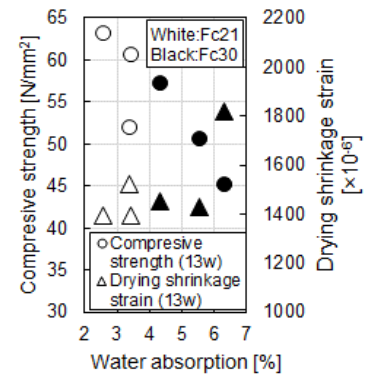 65
60
55
50
45
40
35
30
Compresive strength [N/mm²]
White:Fc21
Black:Fc30
○Compresive
strength (13w)
△Drying shrinkage
strain (13w)
2200
2000
1800
1600
1400
1200
1000
Drying shrinkage strain
[×10⁻⁶]
2 3 4 5 6 7
Water absorption [%]